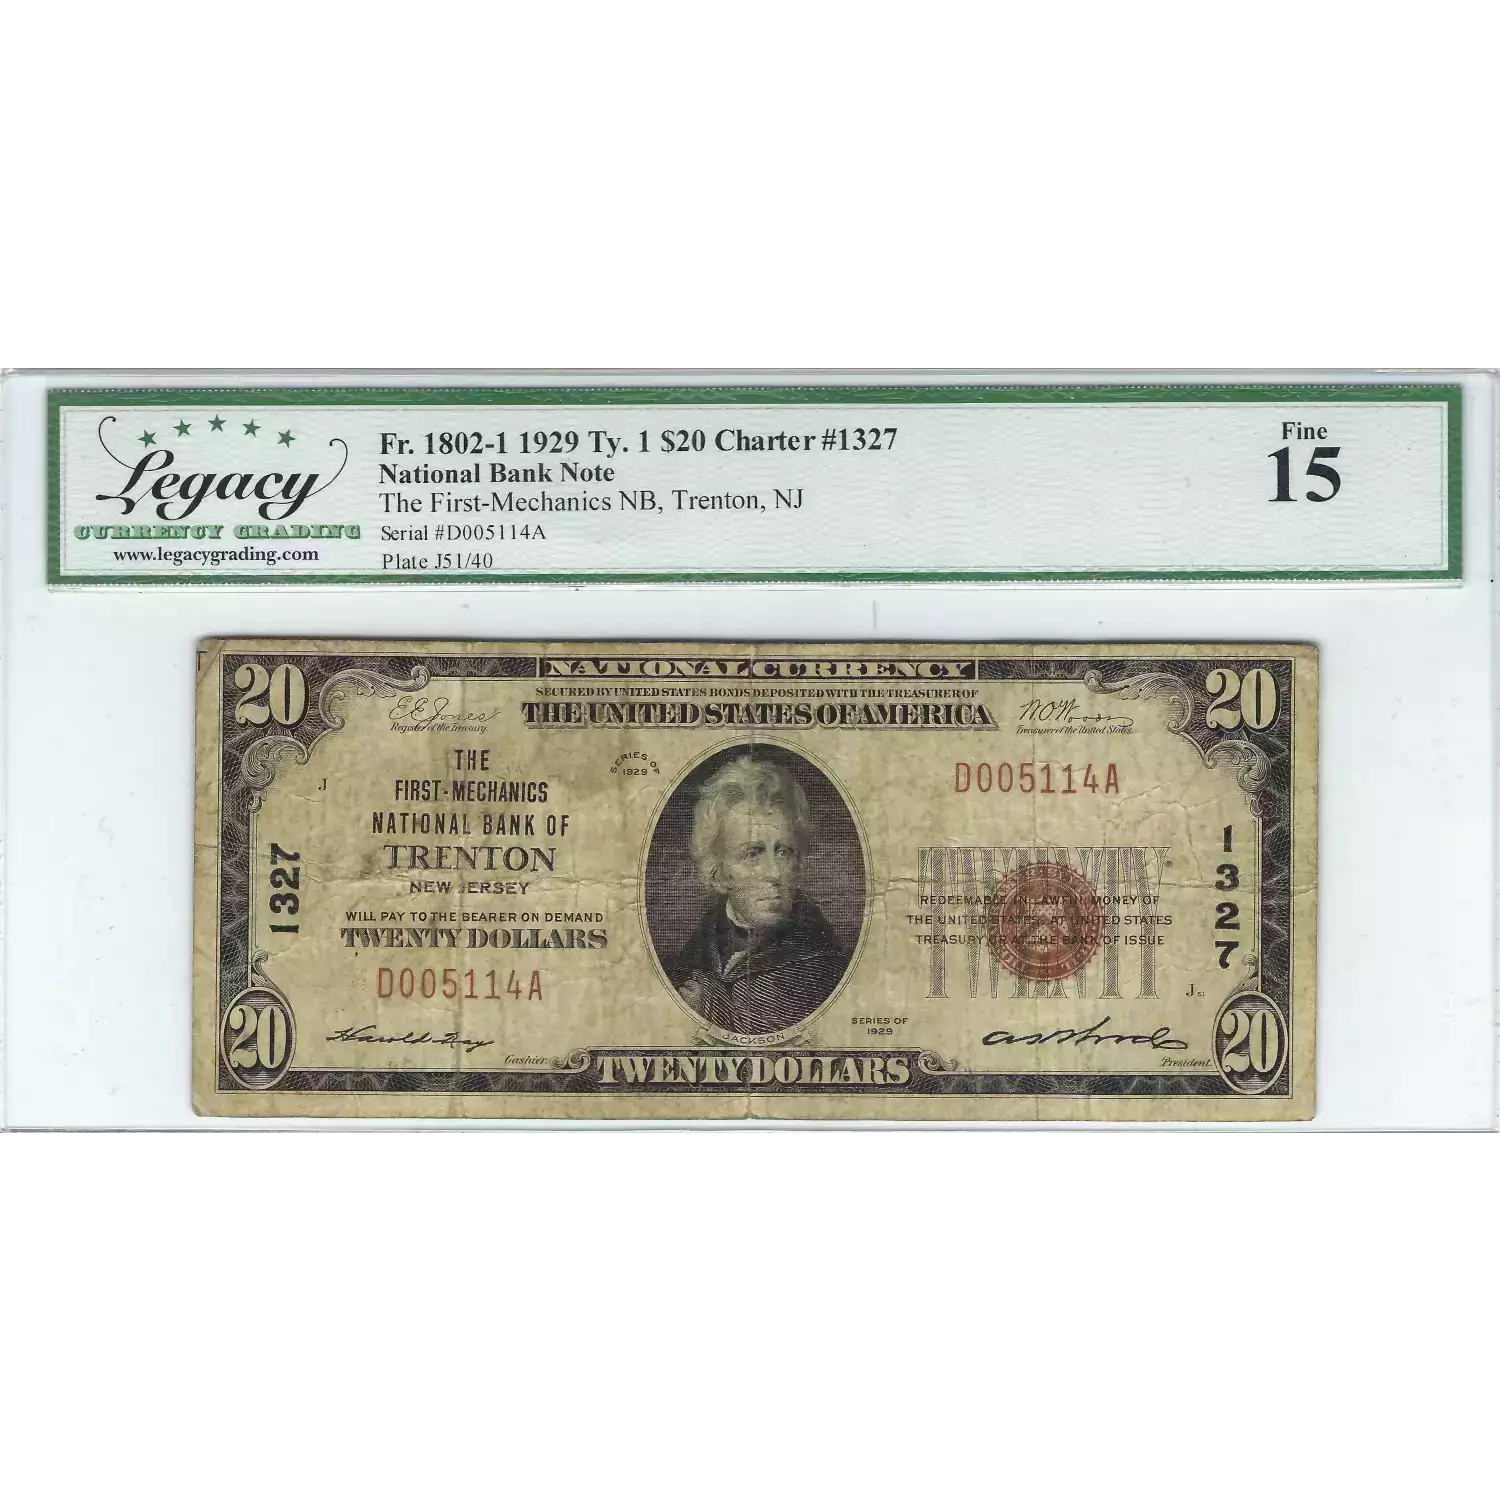 Legacy
CURRENCY GRADING
www.legacygrading.com
Fr. 1802-1 1929 Ty. 1 $20 Charter #1327
National Bank Note
The First-Mechanics NB, Trenton, NJ
Serial #D005114A
Plate J51/40
Fine
15
NATIONAL CURRENCY
SECURED BY UNITED STATES BONDS DEPOSITED WITH THE TREASURER OF
THE UNITED STATES OF AMERICA
20
20
E E Jones
Register of the Treasury.
W.O. Woods
Treasurer of the United States.
THE
FIRST-MECHANICS
NATIONAL BANK OF
TRENTON
NEW JERSEY
WILL PAY TO THE BEARER ON DEMAND
TWENTY DOLLARS
D005114A
J
SERIES OF
1929
D005114A
1327
1327
TWENTY
REDEEMABLE IN LAWFUL MONEY OF
THE UNITED STATES AT UNITED STATES
TREASURY OR AT THE BANK OF ISSUE
J 51
JACKSON
SERIES OF
1929
Cashier.
President.
20
TWENTY DOLLARS
20